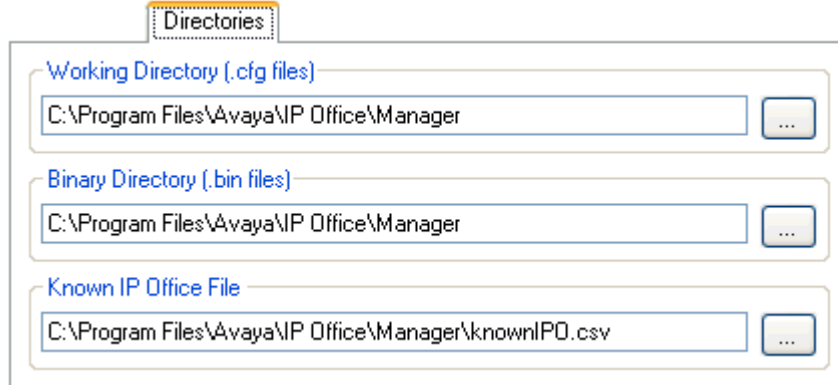 Directories
Working Directory (.cfg files)
C:\Program Files\Avaya\IP Office\Manager
...
Binary Directory (.bin files)
C:\Program Files\Avaya\IP Office\Manager
...
Known IP Office File
C:\Program Files\Avaya\IP Office\Manager\knownIPO.csv
...